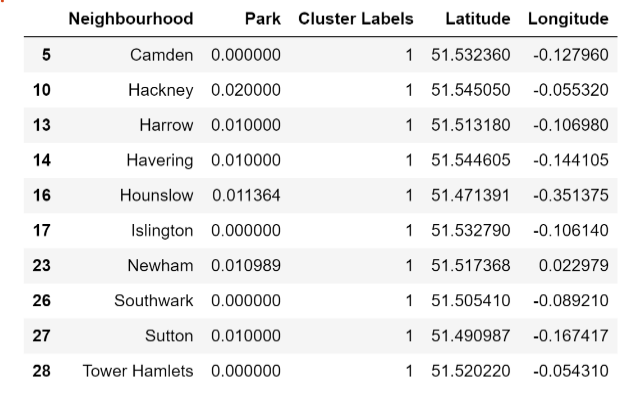 Neighbourhood Park Cluster Labels Latitude Longitude
5 Camden 0.000000 1 51.532360 -0.127960
10 Hackney 0.020000 1 51.545050 -0.055320
13 Harrow 0.010000 1 51.513180 -0.106980
14 Havering 0.010000 1 51.544605 -0.144105
16 Hounslow 0.011364 1 51.471391 -0.351375
17 Islington 0.000000 1 51.532790 -0.106140
23 Newham 0.010989 1 51.517368 0.022979
26 Southwark 0.000000 1 51.505410 -0.089210
27 Sutton 0.010000 1 51.490987 -0.167417
28 Tower Hamlets 0.000000 1 51.520220 -0.054310